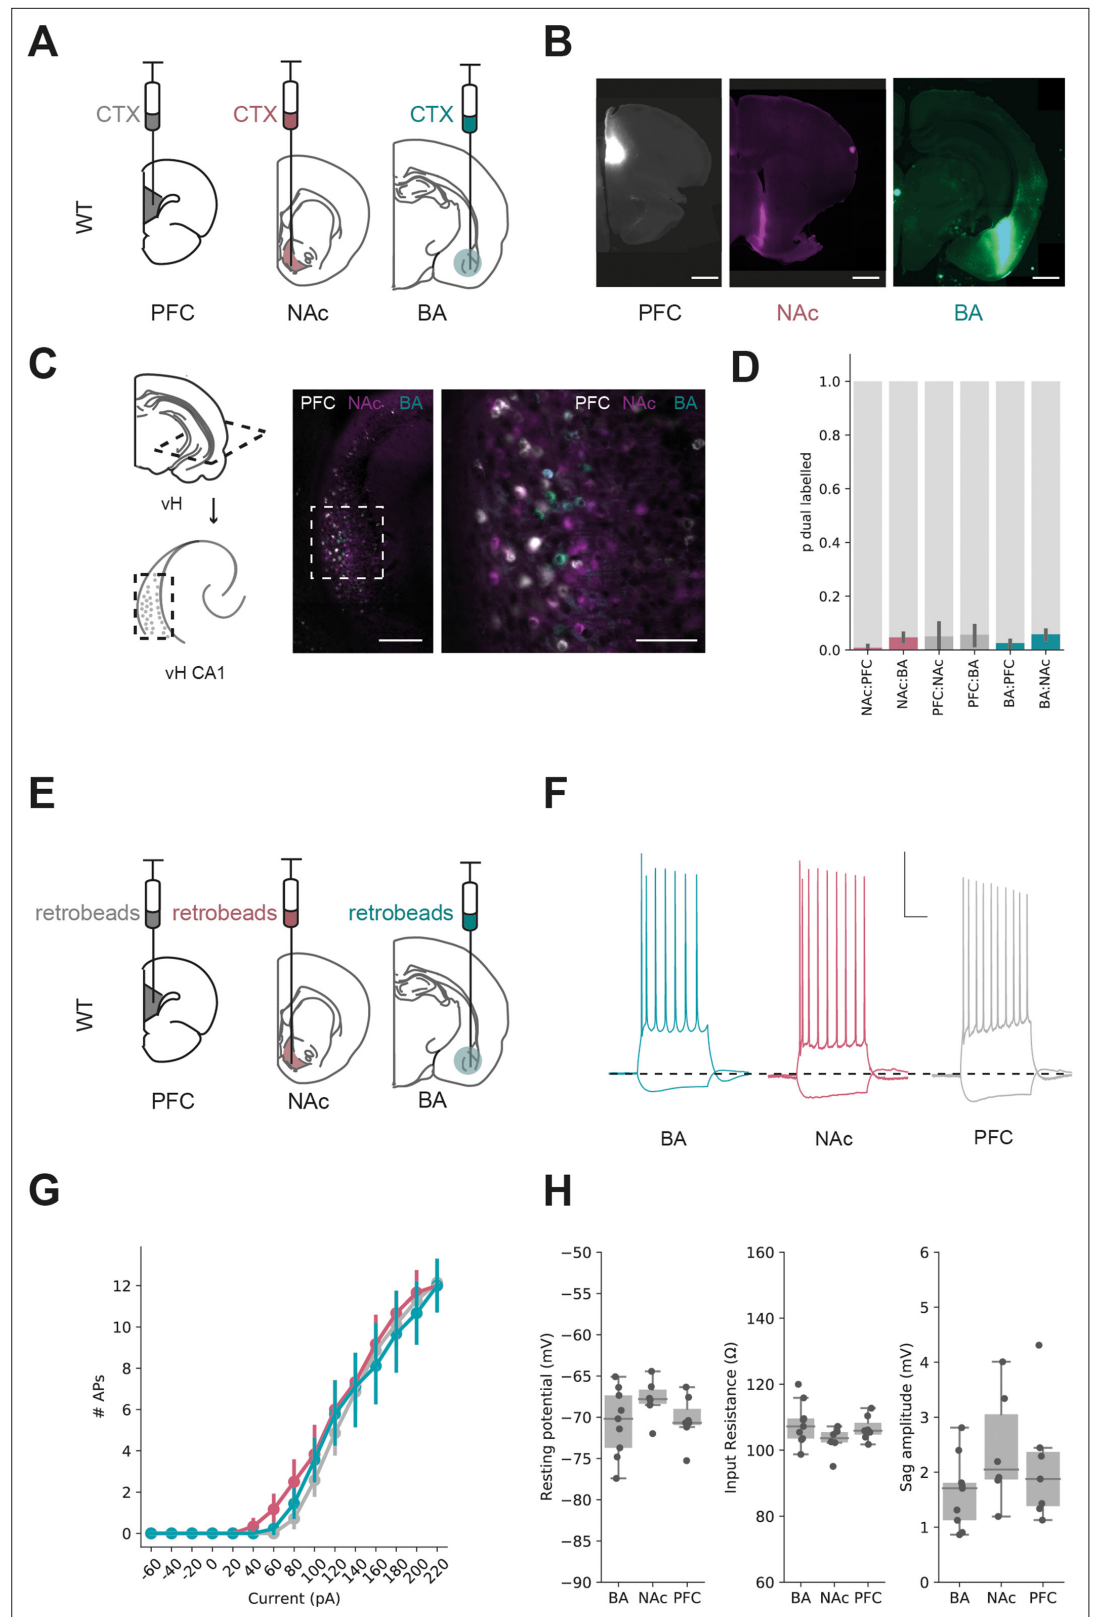 A
CTX
CTX
CTX
WT
PFC
NAc
BA
B
PFC
NAc
BA
C
vH
vH CA1
PFC NAc BA
PFC NAc BA
D
p dual labelled
1.0
0.8
0.6
0.4
0.2
0.0
NAc:PFC
NAc:BA
PFC:NAc
PFC:BA
BA:PFC
BA:NAc
E
retrobeads
retrobeads
retrobeads
WT
PFC
NAc
BA
F
BA
NAc
PFC
G
# APs
12
10
8
6
4
2
0
-60
-40
-20
0
20
40
60
80
100
120
140
160
180
200
220
Current (pA)
H
Resting potential (mV)
−50
−55
−60
−65
−70
−75
−80
−85
−90
BA NAc PFC
Input Resistance (Ω)
160
140
120
100
80
60
BA NAc PFC
Sag amplitude (mV)
6
5
4
3
2
1
0
BA NAc PFC